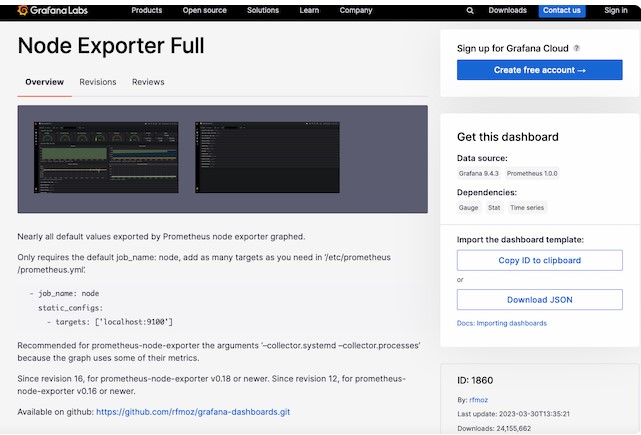 Grafana Labs
Products
Open source
Solutions
Learn
Company
Downloads
Contact us
Sign in
Node Exporter Full
Overview
Revisions
Reviews
Nearly all default values exported by Prometheus node exporter graphed.
Only requires the default job_name: node, add as many targets as you need in '/etc/prometheus
/prometheus.yml'.
- job_name: node
static_configs:
- targets: ['localhost:9100']
Recommended for prometheus-node-exporter the arguments '–collector.systemd –collector.processes'
because the graph uses some of their metrics.
Since revision 16, for prometheus-node-exporter v0.18 or newer. Since revision 12, for prometheus-
node-exporter v0.16 or newer.
Available on github: https://github.com/rfmoz/grafana-dashboards.git
Sign up for Grafana Cloud ?
Create free account →
Get this dashboard
Data source:
Grafana 9.4.3
Prometheus 1.0.0
Dependencies:
Gauge
Stat
Time series
Import the dashboard template:
Copy ID to clipboard
or
Download JSON
Docs: Importing dashboards
ID: 1860
By: rfmoz
Last update: 2023-03-30T13:35:21
Downloads: 24,155,662